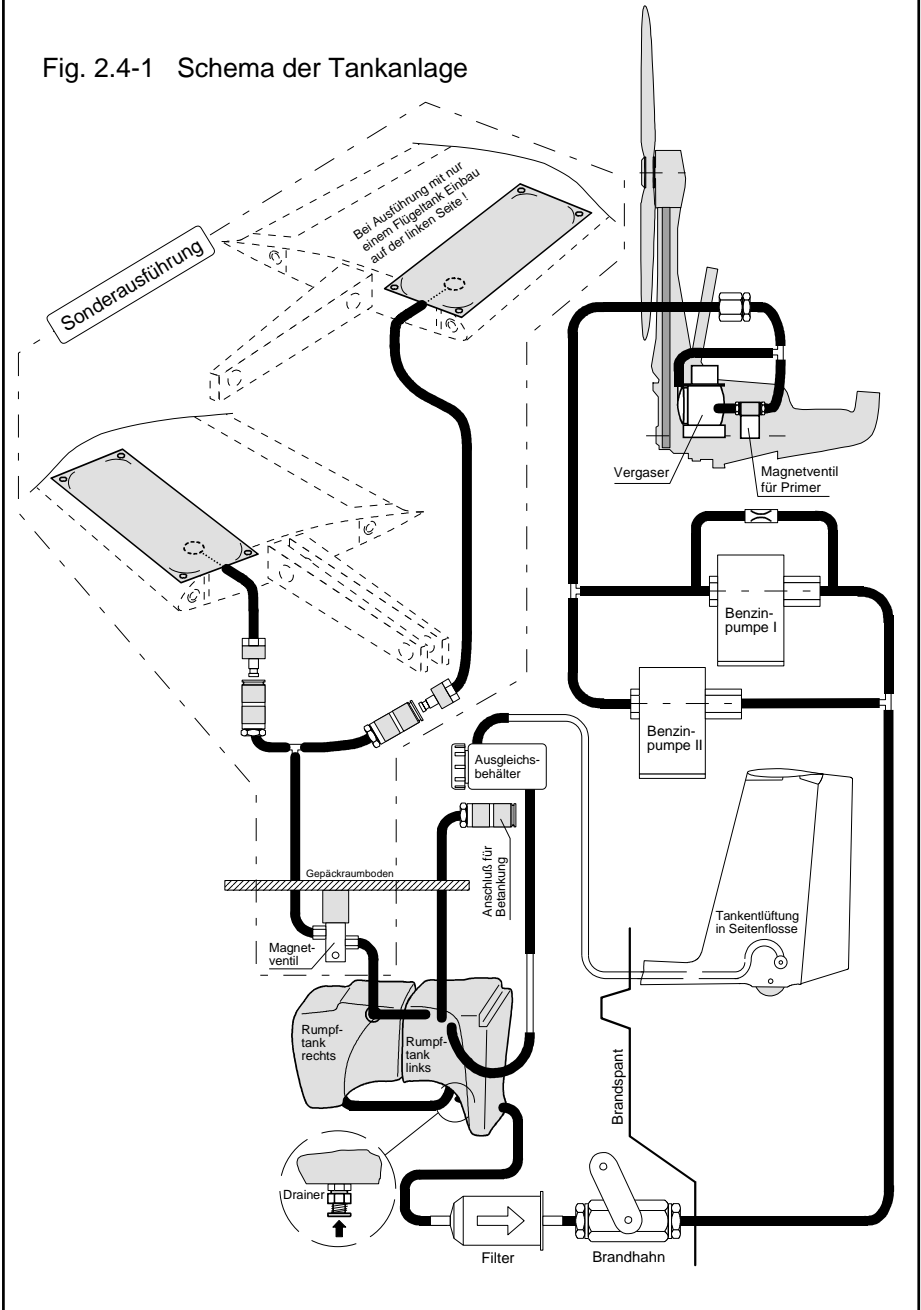 Fig. 2.4-1 Schema der Tankanlage
Bei Ausführung mit nur
einem Flügeltank Einbau
auf der linken Seite !
Sonderausführung
Vergaser
Magnetventil
für Primer
Benzin-
pumpe I
Benzin-
pumpe II
Ausgleichs-
behälter
Anschluß für
Betankung
Gepäckraumboden
Magnet-
ventil
Tankentlüftung
in Seitenflosse
Rumpf-
tank
rechts
Rumpf-
tank
links
Brandspant
Drainer
Filter
Brandhahn